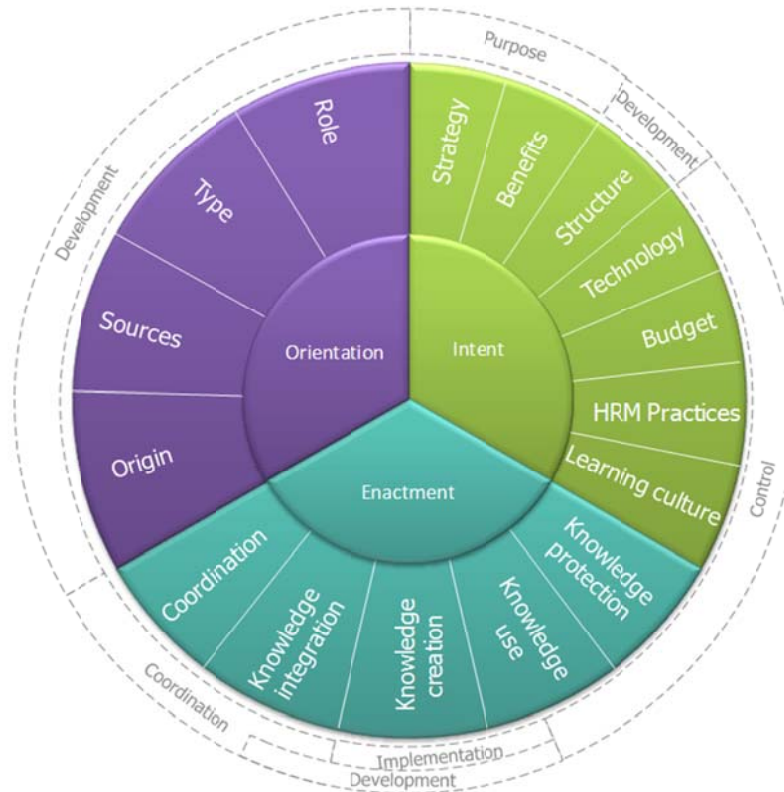 Purpose
Development
Development
Control
Coordination
Implementation
Development
Role
Type
Sources
Origin
Strategy
Benefits
Structure
Technology
Budget
HRM Practices
Learning culture
Orientation
Intent
Enactment
Coordination
Knowledge
integration
Knowledge
creation
Knowledge
use
Knowledge
protection